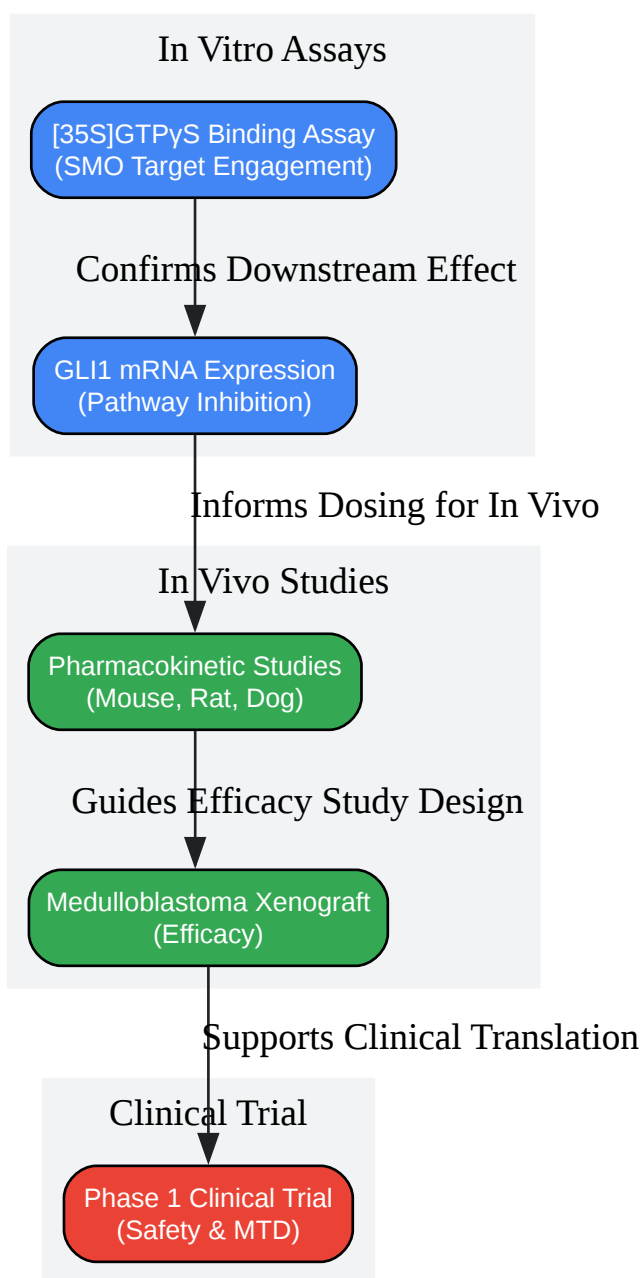 In Vitro Assays
[35S]GTPγS Binding Assay
(SMO Target Engagement)
Confirms Downstream Effect
GLI1 mRNA Expression
(Pathway Inhibition)
Informs Dosing for In Vivo
In Vivo Studies
Pharmacokinetic Studies
(Mouse, Rat, Dog)
Guides Efficacy Study Design
Medulloblastoma Xenograft
(Efficacy)
Supports Clinical Translation
Clinical Trial
Phase 1 Clinical Trial
(Safety & MTD)